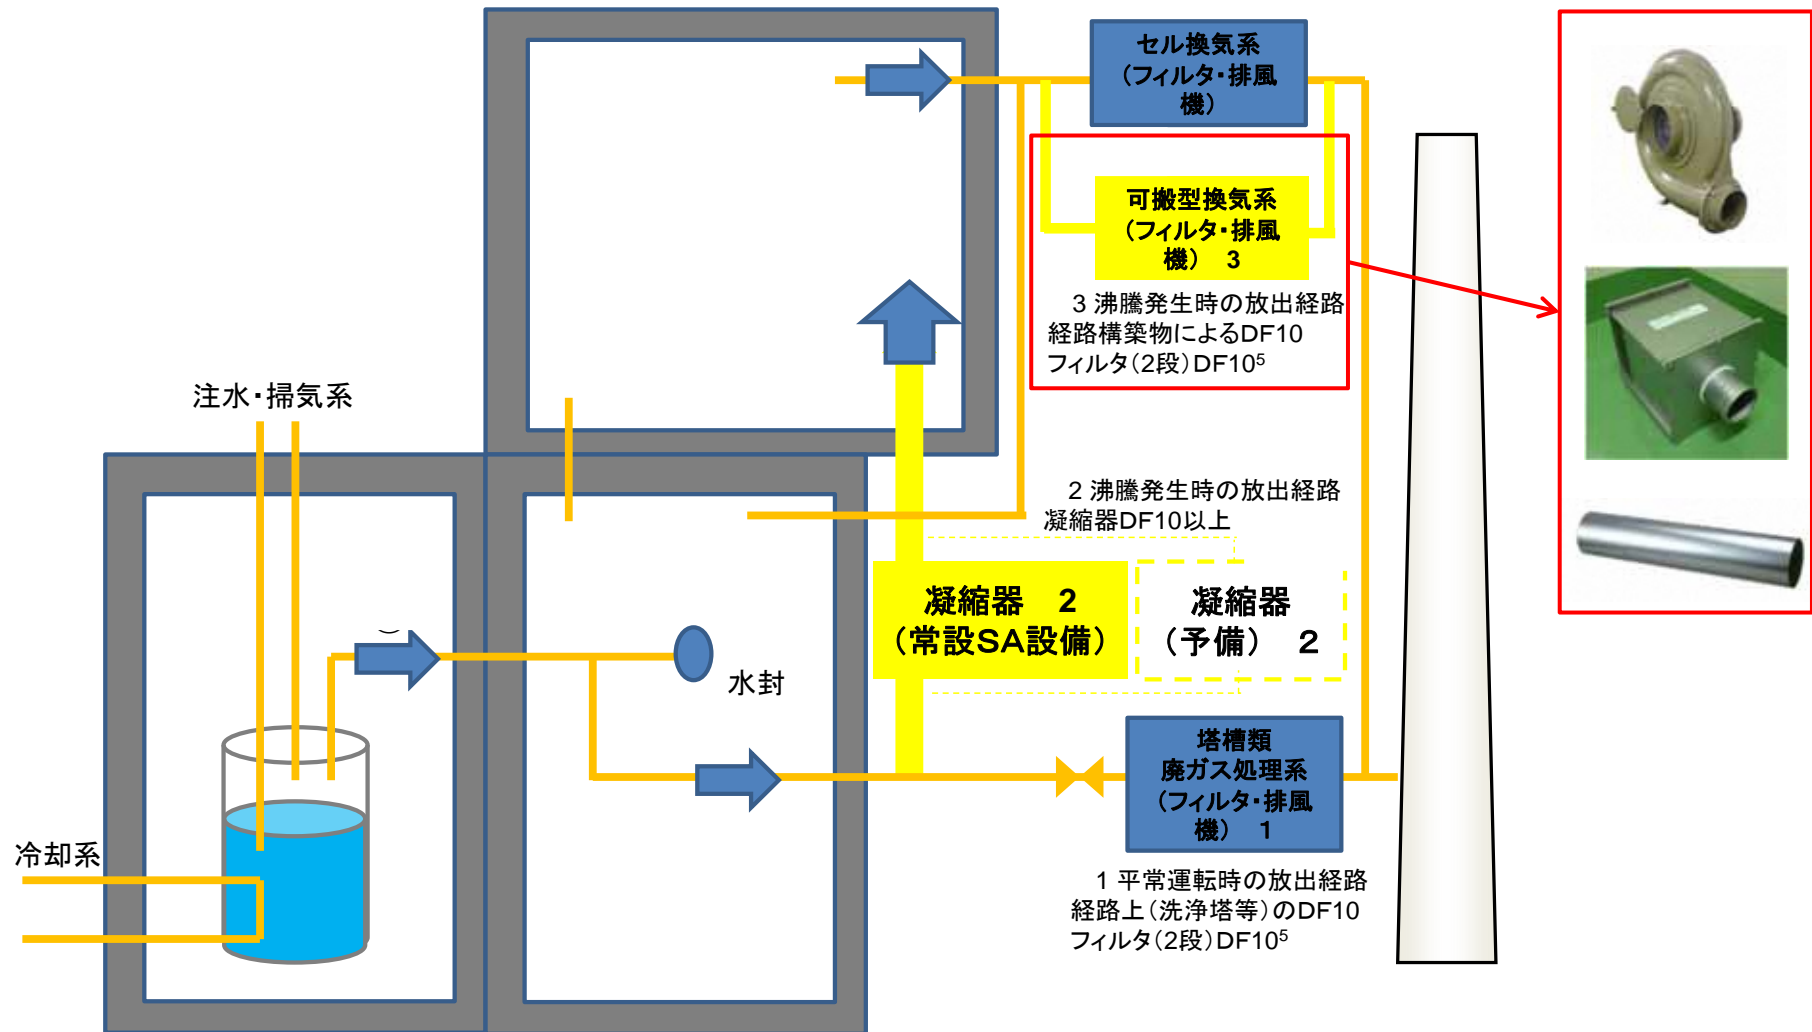 セル換気系
（フィルタ・排風
機）
可搬型換気系
（フィルタ・排風
機） 3
3 沸騰発生時の放出経路
経路構築物によるDF10
フィルタ（2段）DF10⁵
注水・掃気系
2 沸騰発生時の放出経路
凝縮器DF10以上
凝縮器 2
（常設SA設備）
凝縮器
（予備） 2
水封
塔槽類
廃ガス処理系
（フィルタ・排風
機） 1
冷却系
1 平常運転時の放出経路
経路上（洗浄塔等）のDF10
フィルタ（2段）DF10⁵